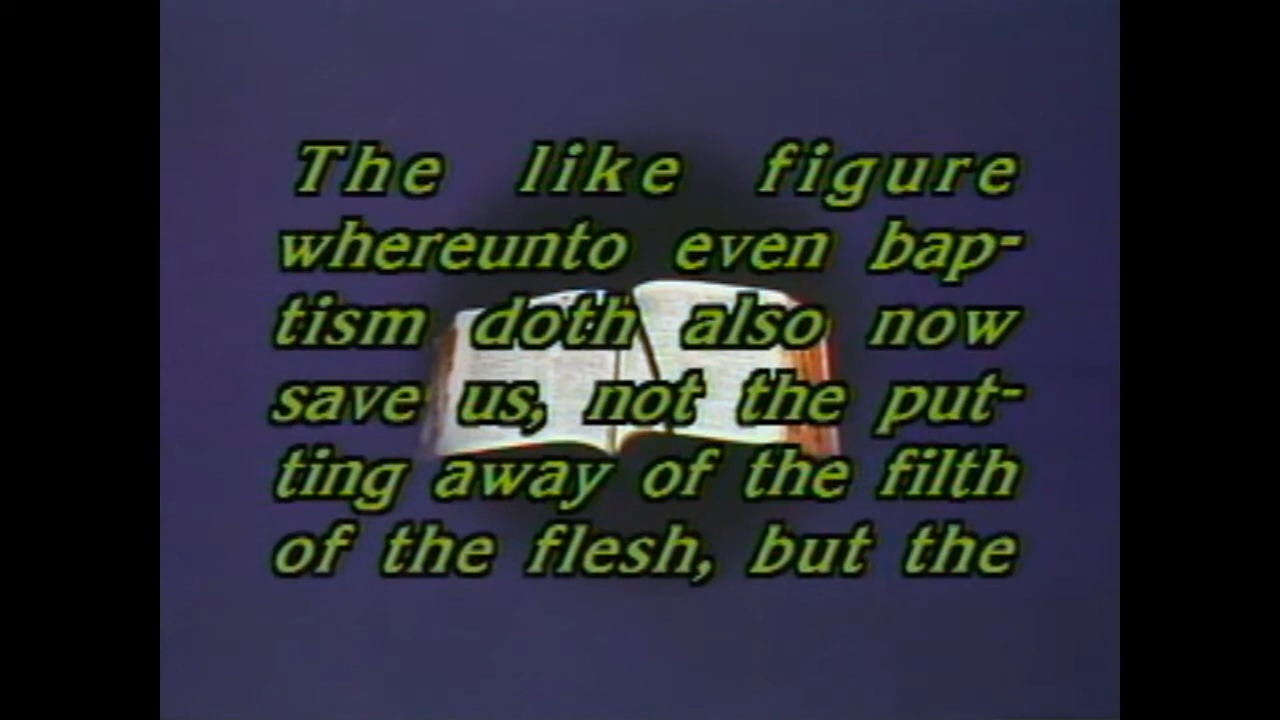 The like figure
whereunto even bap-
tism doth also now
save us, not the put-
ting away of the filth
of the flesh, but the